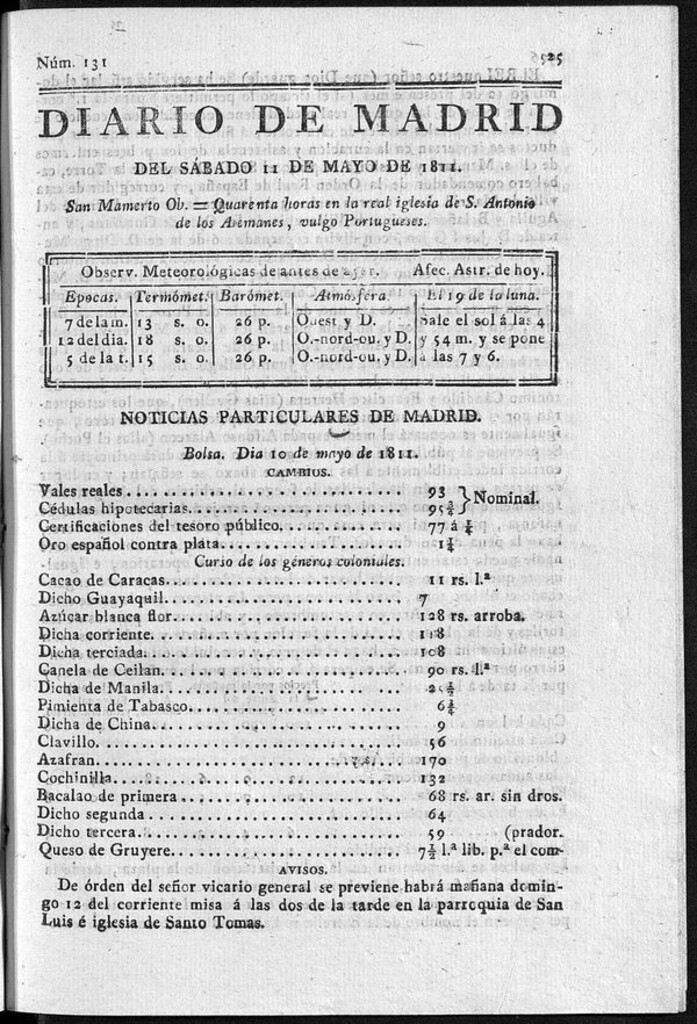 Núm. 131 525
DIARIO DE MADRID
DEL SÁBADO 11 DE MAYO DE 1811.
San Mamerto Ob. = Quarenta horas en la real iglesia de S. Antonio
de los Alemanes, vulgo Portugueses.
Observ. Meteorológicas de antes de ayer. Afec. Astr. de hoy.
Epocas. Termómet. Barómet. Atmósfera. El 19 de la luna.
7 de la m. 13 s. o. 26 p. Ouest y D. Sale el sol á las 4
12 del dia. 18 s. o. 26 p. O.-nord-ou. y D. y 54 m. y se pone
5 de la t. 15 s. o. 26 p. O.-nord-ou. y D. á las 7 y 6.
NOTICIAS PARTICULARES DE MADRID.
Bolsa. Dia 10 de mayo de 1811.
CAMBIOS.
Vales reales 93
Cédulas hipotecarias 95 3/4 } Nominal.
Certificaciones del tesoro público 77 á 1/4
Oro español contra plata 1 1/4
Curso de los géneros coloniales.
Cacao de Caracas 11 rs. l.ª
Dicho Guayaquil 7
Azúcar blanca flor 128 rs. arroba.
Dicha corriente 118
Dicha terciada 108
Canela de Ceilan 90 rs. l.ª
Dicha de Manila
Pimienta de Tabasco 6 1/4
Dicha de China 9
Clavillo 56
Azafran 170
Cochinilla 132
Bacalao de primera 68 rs. ar. sin dros.
Dicho segunda 64
Dicho tercera 59 (prador.
Queso de Gruyere 7 1/2 l.ª lib. p.ª el com-
AVISOS.
De órden del señor vicario general se previene habrá mañana domin-
go 12 del corriente misa á las dos de la tarde en la parroquia de San
Luis é iglesia de Santo Tomas.